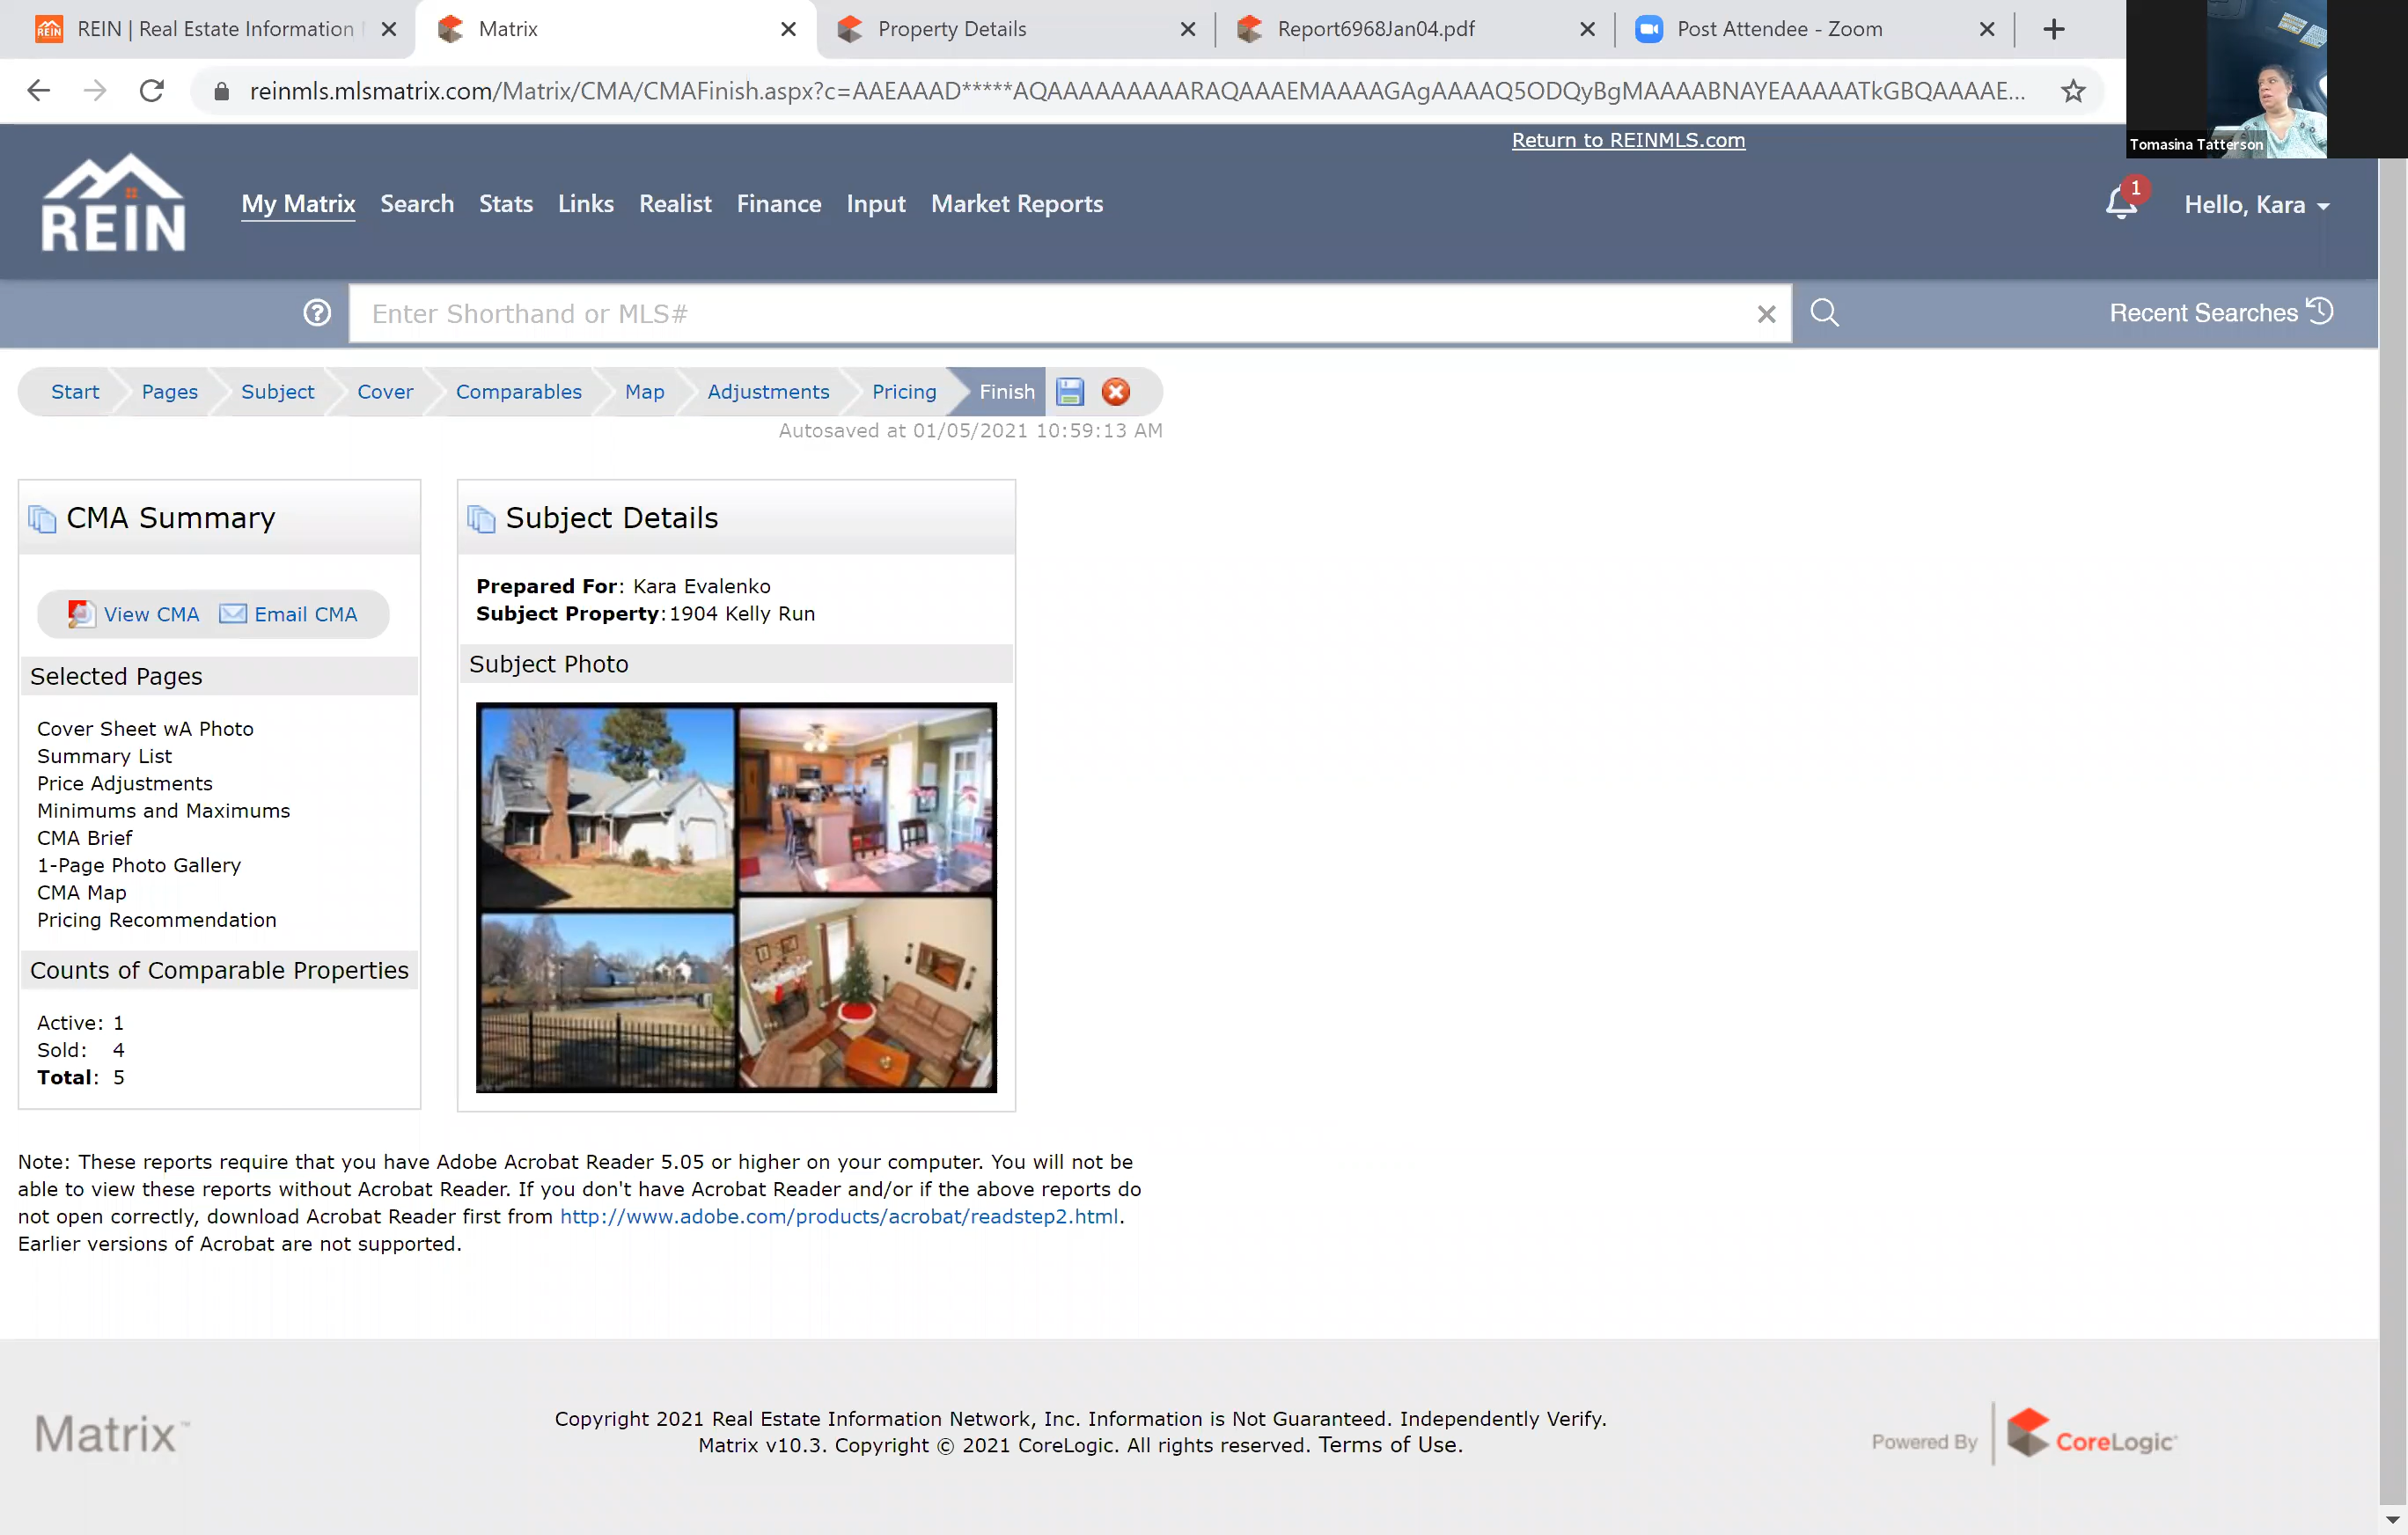 REIN | Real Estate Information
Matrix
Property Details
Report6968Jan04.pdf
Post Attendee - Zoom
reinmls.mlsmatrix.com/Matrix/CMA/CMAFinish.aspx?c=AAEAAAD*****AQAAAAAAAAARAQAAAEMAAAAGAgAAAAQ5ODQyBgMAAAABNAYEAAAAATkGBQAAAAE...
Tomasina Tatterson
Return to REINMLS.com
REIN
My Matrix
Search
Stats
Links
Realist
Finance
Input
Market Reports
1
Hello, Kara
Enter Shorthand or MLS#
Recent Searches
Start
Pages
Subject
Cover
Comparables
Map
Adjustments
Pricing
Finish
Autosaved at 01/05/2021 10:59:13 AM
CMA Summary
View CMA
Email CMA
Selected Pages
Cover Sheet wA Photo
Summary List
Price Adjustments
Minimums and Maximums
CMA Brief
1-Page Photo Gallery
CMA Map
Pricing Recommendation
Counts of Comparable Properties
Active: 1
Sold: 4
Total: 5
Subject Details
Prepared For: Kara Evalenko
Subject Property:1904 Kelly Run
Subject Photo
Note: These reports require that you have Adobe Acrobat Reader 5.05 or higher on your computer. You will not be
able to view these reports without Acrobat Reader. If you don't have Acrobat Reader and/or if the above reports do
not open correctly, download Acrobat Reader first from http://www.adobe.com/products/acrobat/readstep2.html.
Earlier versions of Acrobat are not supported.
Matrix™
Copyright 2021 Real Estate Information Network, Inc. Information is Not Guaranteed. Independently Verify.
Matrix v10.3. Copyright © 2021 CoreLogic. All rights reserved. Terms of Use.
Powered By
CoreLogic